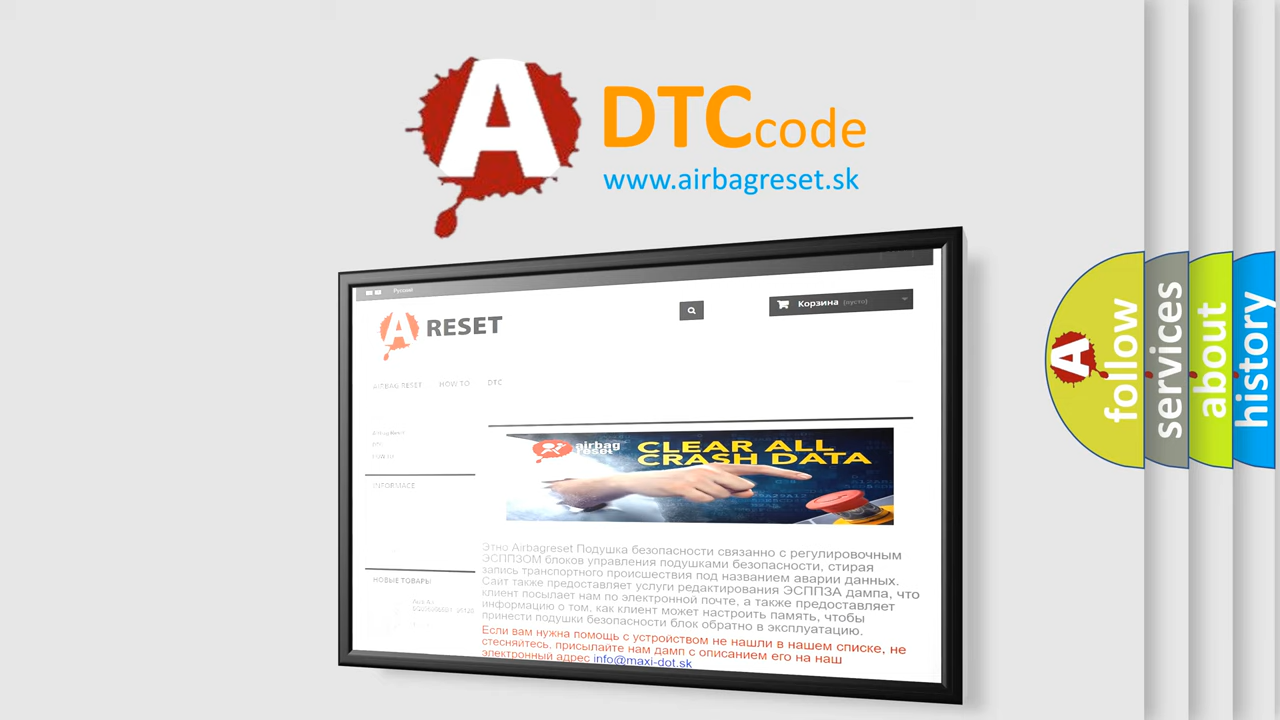 A
DTCcode
www.airbagreset.sk
Русский
A RESET
Корзина (пусто)
AIRBAG RESET HOW TO DTC
Airbag Reset
DTC
INFORMACE
airbag
reset
CLEAR ALL
CRASH DATA
Этно Airbagreset Подушка безопасности связанно с регулировочным
ЭСППЗОМ блоков управления подушками безопасности, стирая
запись транспортного происшествия под названием аварии данных.
Сайт также предоставляет услуги редактирования ЭСППЗА дампа, что
клиент посылает нам по электронной почте, а также предоставляет
информацию о том, как клиент может настроить память, чтобы
принести подушки безопасности блок обратно в эксплуатацию.
Если вам нужна помощь с устройством не нашли в нашем списке, не
стесняйтесь, присылайте нам дамп с описанием его на наш
электронный адрес info@maxi-dot.sk
НОВЫЕ ТОВАРЫ
A
follow
services
about
history